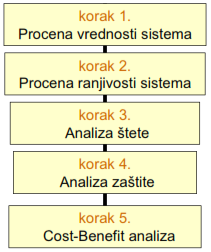 korak 1.
Procena vrednosti sistema
korak 2.
Procena ranjivosti sistema
korak 3.
Analiza štete
korak 4.
Analiza zaštite
korak 5.
Cost-Benefit analiza